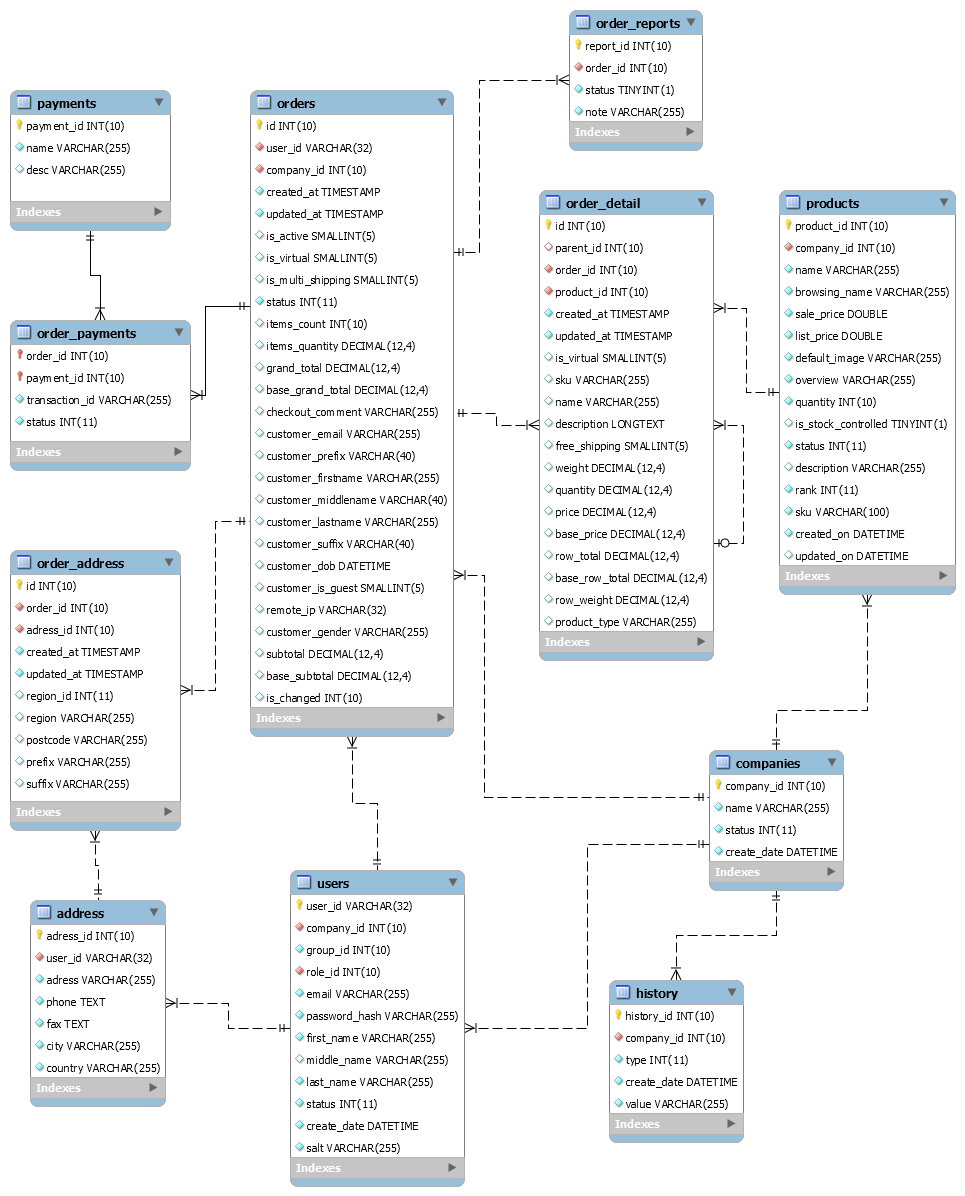 order_reports
report_id INT(10)
order_id INT(10)
status TINYINT(1)
note VARCHAR(255)
Indexes
payments
payment_id INT(10)
name VARCHAR(255)
desc VARCHAR(255)
Indexes
orders
id INT(10)
user_id VARCHAR(32)
company_id INT(10)
created_at TIMESTAMP
updated_at TIMESTAMP
is_active SMALLINT(5)
is_virtual SMALLINT(5)
is_multi_shipping SMALLINT(5)
status INT(11)
items_count INT(10)
items_quantity DECIMAL(12,4)
grand_total DECIMAL(12,4)
base_grand_total DECIMAL(12,4)
checkout_comment VARCHAR(255)
customer_email VARCHAR(255)
customer_prefix VARCHAR(40)
customer_firstname VARCHAR(255)
customer_middlename VARCHAR(40)
customer_lastname VARCHAR(255)
customer_suffix VARCHAR(40)
customer_dob DATETIME
customer_is_guest SMALLINT(5)
remote_ip VARCHAR(32)
customer_gender VARCHAR(255)
subtotal DECIMAL(12,4)
base_subtotal DECIMAL(12,4)
is_changed INT(10)
Indexes
order_detail
id INT(10)
parent_id INT(10)
order_id INT(10)
product_id INT(10)
created_at TIMESTAMP
updated_at TIMESTAMP
is_virtual SMALLINT(5)
sku VARCHAR(255)
name VARCHAR(255)
description LONGTEXT
free_shipping SMALLINT(5)
weight DECIMAL(12,4)
quantity DECIMAL(12,4)
price DECIMAL(12,4)
base_price DECIMAL(12,4)
row_total DECIMAL(12,4)
base_row_total DECIMAL(12,4)
row_weight DECIMAL(12,4)
product_type VARCHAR(255)
Indexes
products
product_id INT(10)
company_id INT(10)
name VARCHAR(255)
browsing_name VARCHAR(255)
sale_price DOUBLE
list_price DOUBLE
default_image VARCHAR(255)
overview VARCHAR(255)
quantity INT(10)
is_stock_controlled TINYINT(1)
status INT(11)
description VARCHAR(255)
rank INT(11)
sku VARCHAR(100)
created_on DATETIME
updated_on DATETIME
Indexes
order_payments
order_id INT(10)
payment_id INT(10)
transaction_id VARCHAR(255)
status INT(11)
Indexes
order_address
id INT(10)
order_id INT(10)
adress_id INT(10)
created_at TIMESTAMP
updated_at TIMESTAMP
region_id INT(11)
region VARCHAR(255)
postcode VARCHAR(255)
prefix VARCHAR(255)
suffix VARCHAR(255)
Indexes
companies
company_id INT(10)
name VARCHAR(255)
status INT(11)
create_date DATETIME
Indexes
users
user_id VARCHAR(32)
company_id INT(10)
group_id INT(10)
role_id INT(10)
email VARCHAR(255)
password_hash VARCHAR(255)
first_name VARCHAR(255)
middle_name VARCHAR(255)
last_name VARCHAR(255)
status INT(11)
create_date DATETIME
salt VARCHAR(255)
Indexes
address
adress_id INT(10)
user_id VARCHAR(32)
adress VARCHAR(255)
phone TEXT
fax TEXT
city VARCHAR(255)
country VARCHAR(255)
Indexes
history
history_id INT(10)
company_id INT(10)
type INT(11)
create_date DATETIME
value VARCHAR(255)
Indexes